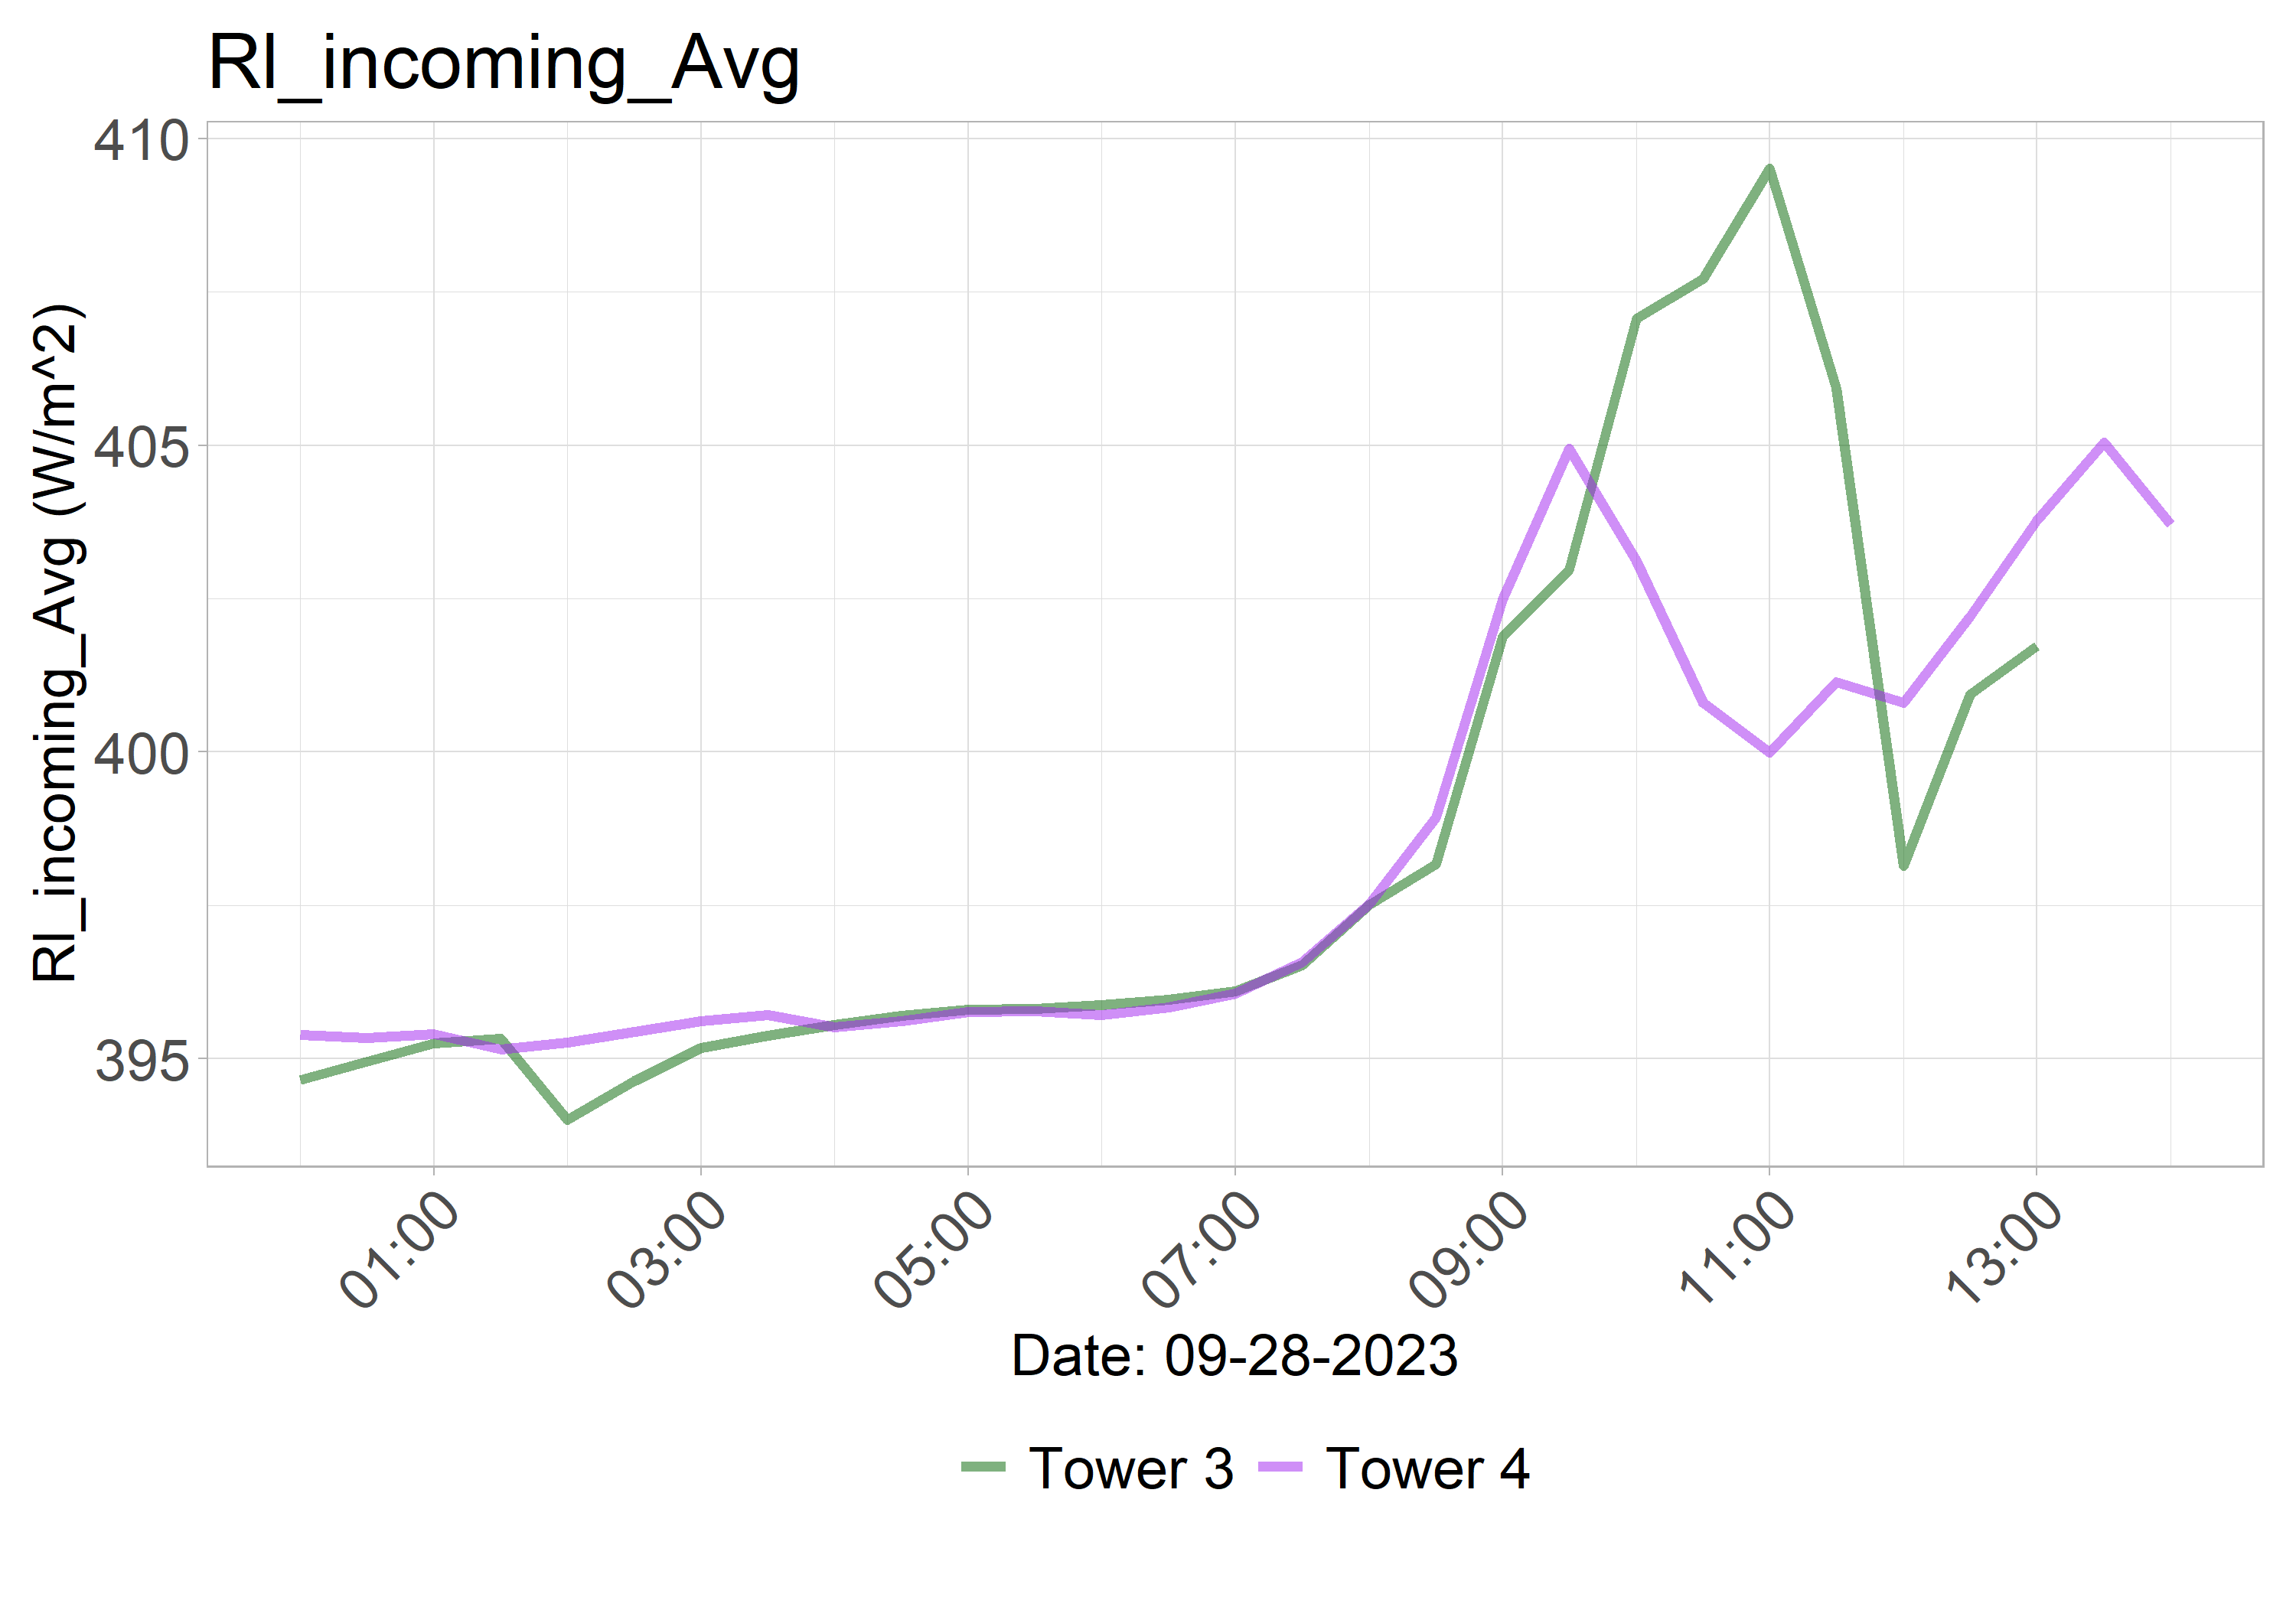 Rl_incoming_Avg
Rl_incoming_Avg (W/m^2)
410
405
400
395
01:00 03:00 05:00 07:00 09:00 11:00 13:00
Date: 09-28-2023
Tower 3 Tower 4